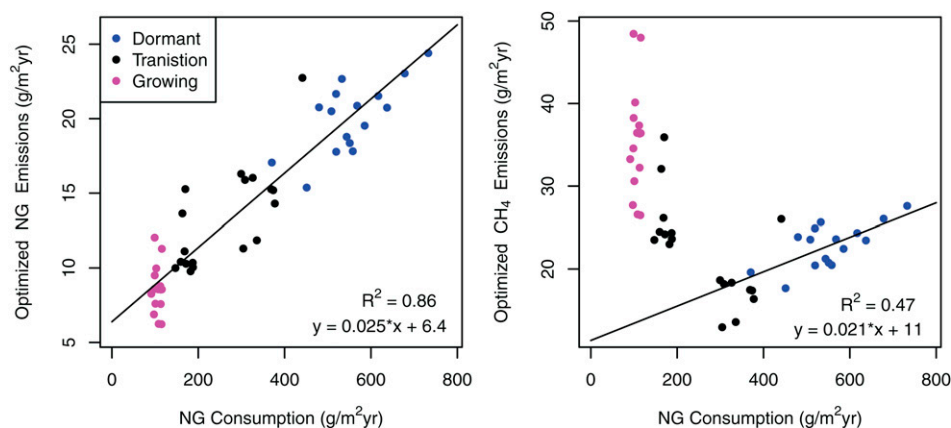 Optimized NG Emissions (g/m²yr)
25
20
15
10
5
Dormant
Tranistion
Growing
R² = 0.86
y = 0.025*x + 6.4
0 200 400 600 800
NG Consumption (g/m²yr)
Optimized CH₄ Emissions (g/m²yr)
50
40
30
20
R² = 0.47
y = 0.021*x + 11
0 200 400 600 800
NG Consumption (g/m²yr)